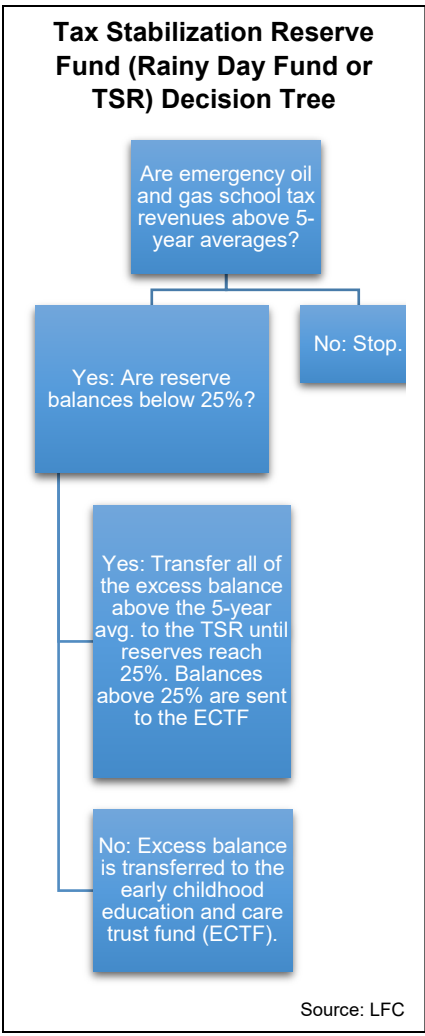 Tax Stabilization Reserve
Fund (Rainy Day Fund or
TSR) Decision Tree
Are emergency oil
and gas school tax
revenues above 5-
year averages?
No: Stop.
Yes: Are reserve
balances below 25%?
Yes: Transfer all of
the excess balance
above the 5-year
avg. to the TSR until
reserves reach
25%. Balances
above 25% are sent
to the ECTF
No: Excess balance
is transferred to the
early childhood
education and care
trust fund (ECTF).
Source: LFC